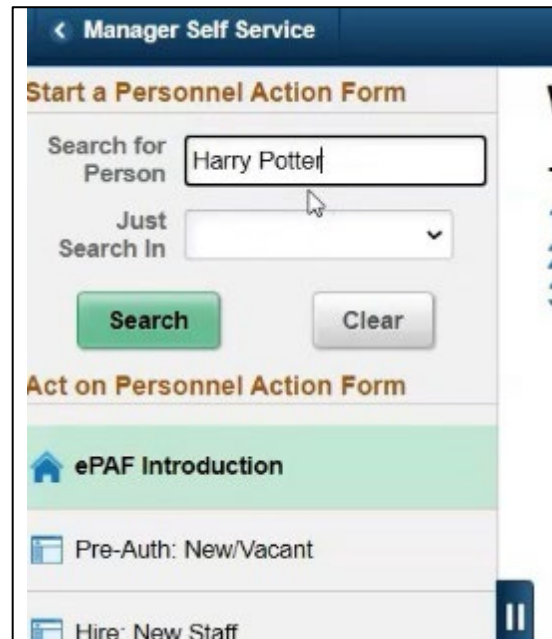 Manager Self Service
Start a Personnel Action Form
Search for
Person
Harry Potter
Just
Search In
Search
Clear
Act on Personnel Action Form
ePAF Introduction
Pre-Auth: New/Vacant
Hire: New Staff